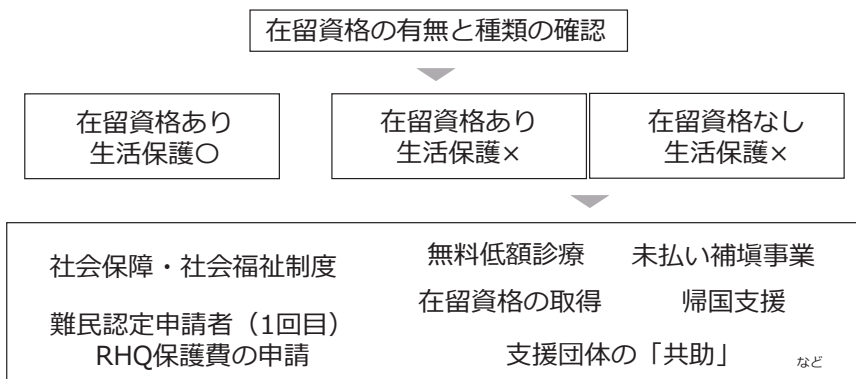 在留資格の有無と種類の確認
在留資格あり
生活保護〇
在留資格あり
生活保護×
在留資格なし
生活保護×
社会保障・社会福祉制度
無料低額診療
未払い補塡事業
在留資格の取得
帰国支援
難民認定申請者（1回目）
RHQ保護費の申請
支援団体の「共助」
など